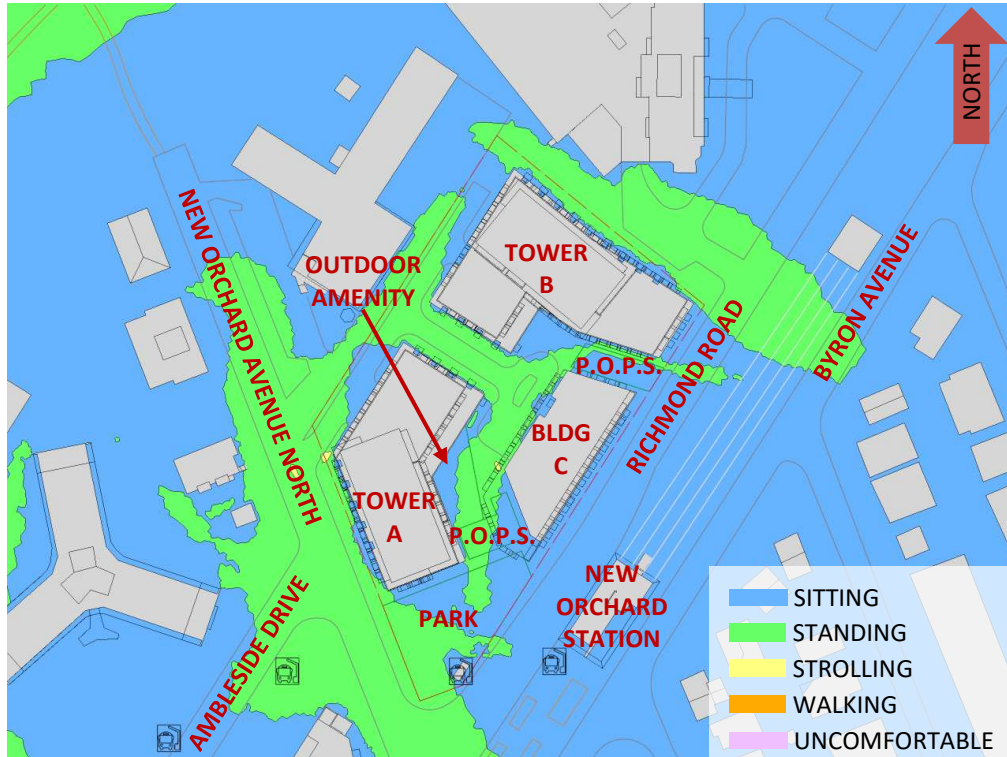 NORTH
NEW ORCHARD AVENUE NORTH
OUTDOOR
AMENITY
TOWER
B
BYRON AVENUE
RICHMOND ROAD
P.O.P.S.
BLDG
C
TOWER
A
P.O.P.S.
NEW
ORCHARD
STATION
PARK
AMBLESIDE DRIVE
SITTING
STANDING
STROLLING
WALKING
UNCOMFORTABLE